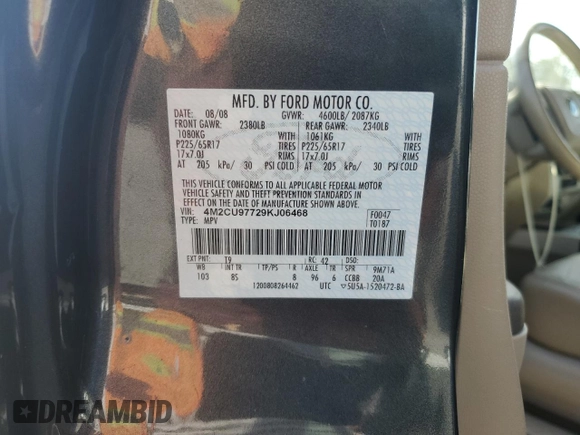 MFD. BY FORD MOTOR CO.
DATE: 08/08 GVWR: 4600LB/ 2087KG
FRONT GAWR: 2380LB REAR GAWR: 2340LB
1080KG WITH 1061KG WITH
P225/65R17 TIRES P225/65R17 TIRES
17x7.0J RIMS 17x7.0J RIMS
AT 205 kPa/ 30 PSI COLD AT 205 kPa/ 30 PSI COLD
THIS VEHICLE CONFORMS TO ALL APPLICABLE FEDERAL MOTOR
VEHICLE SAFETY AND THEFT PREVENTION STANDARDS IN
EFFECT ON THE DATE OF MANUFACTURE SHOWN ABOVE.
VIN: 4M2CU97729KJ06468 F0047
TYPE: MPV T0187
EXT PNT: T9 RC: 42 DSO:
WB INT TR TP/PS R AXLE TR SPR 9M71A
103 8S 8 96 6 CCBB 20A
1200808264462 UTC 5U5A-1520472-BA
DREAMBID